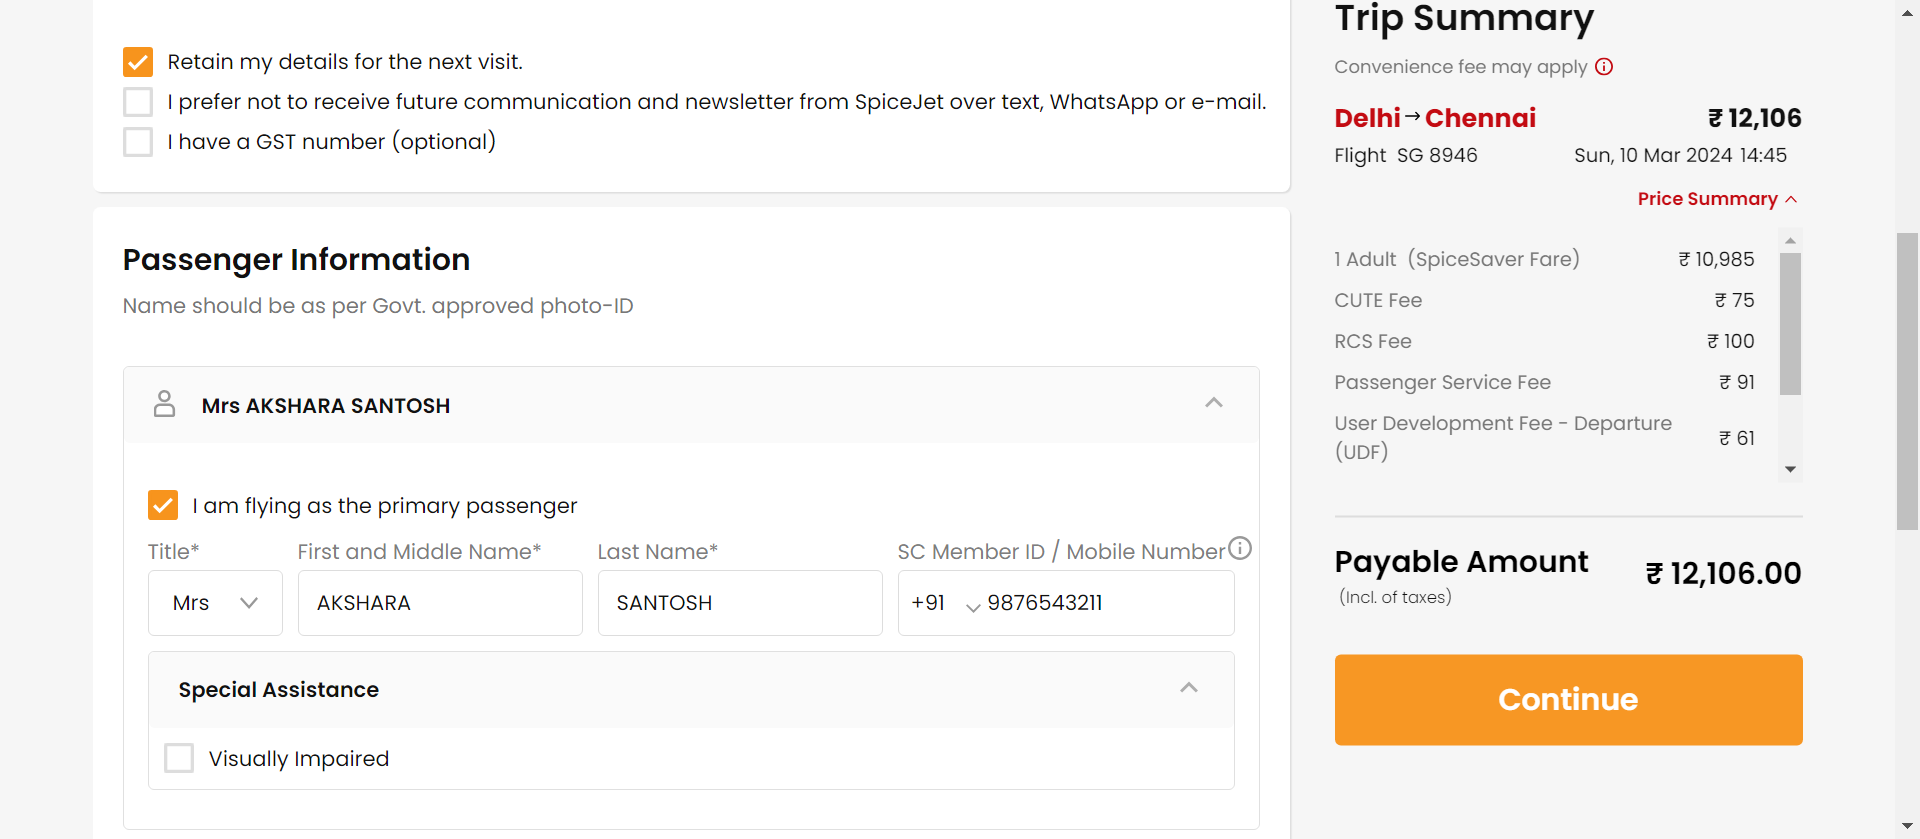 Retain my details for the next visit.
I prefer not to receive future communication and newsletter from SpiceJet over text, WhatsApp or e-mail.
I have a GST number (optional)
Passenger Information
Name should be as per Govt. approved photo-ID
Mrs AKSHARA SANTOSH
I am flying as the primary passenger
Title* First and Middle Name* Last Name* SC Member ID / Mobile Number
Mrs AKSHARA SANTOSH +91 9876543211
Special Assistance
Visually Impaired
Trip Summary
Convenience fee may apply
Delhi → Chennai ₹ 12,106
Flight SG 8946 Sun, 10 Mar 2024 14:45
Price Summary
1 Adult (SpiceSaver Fare) ₹ 10,985
CUTE Fee ₹ 75
RCS Fee ₹ 100
Passenger Service Fee ₹ 91
User Development Fee - Departure
(UDF) ₹ 61
Payable Amount ₹ 12,106.00
(Incl. of taxes)
Continue